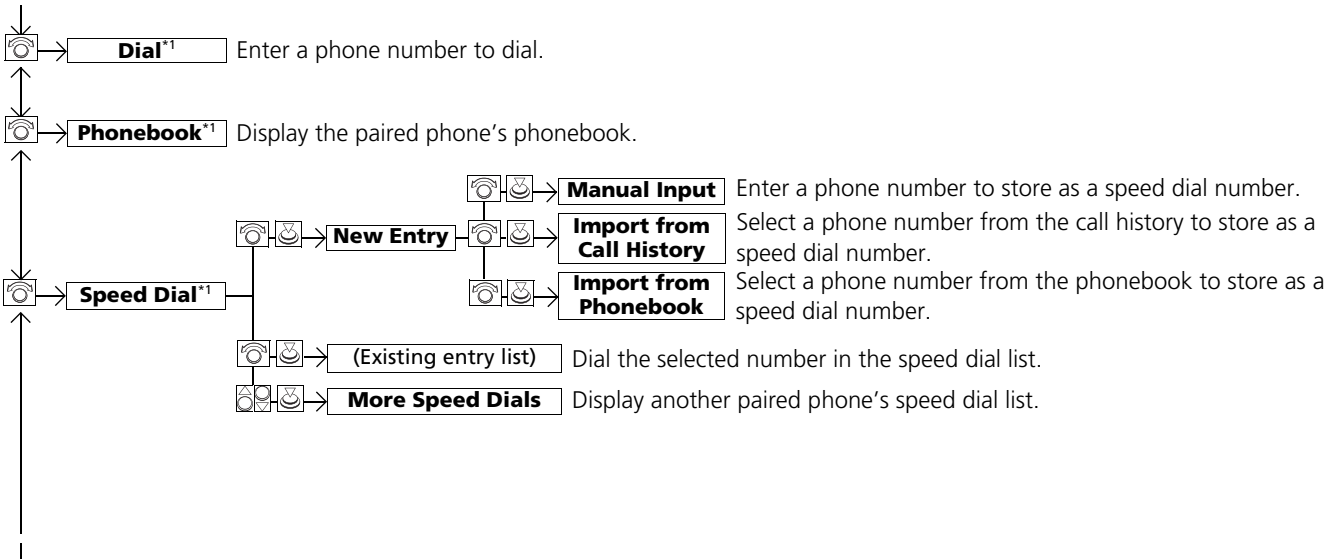 Dial*1 Enter a phone number to dial.
Phonebook*1 Display the paired phone's phonebook.
Manual Input Enter a phone number to store as a speed dial number.
New Entry
Import from
Call History
Select a phone number from the call history to store as a
speed dial number.
Speed Dial*1
Import from
Phonebook
Select a phone number from the phonebook to store as a
speed dial number.
(Existing entry list) Dial the selected number in the speed dial list.
More Speed Dials Display another paired phone's speed dial list.